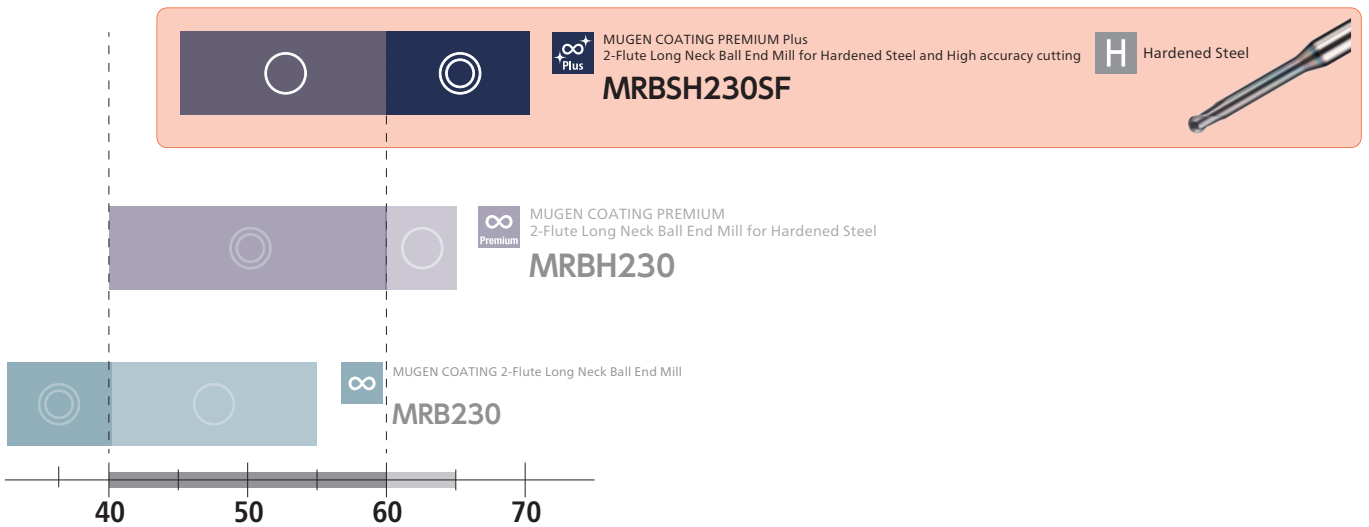 Plus
MUGEN COATING PREMIUM Plus
2-Flute Long Neck Ball End Mill for Hardened Steel and High accuracy cutting
MRBSH230SF
H
Hardened Steel
Premium
MUGEN COATING PREMIUM
2-Flute Long Neck Ball End Mill for Hardened Steel
MRBH230
MUGEN COATING 2-Flute Long Neck Ball End Mill
MRB230
40 50 60 70